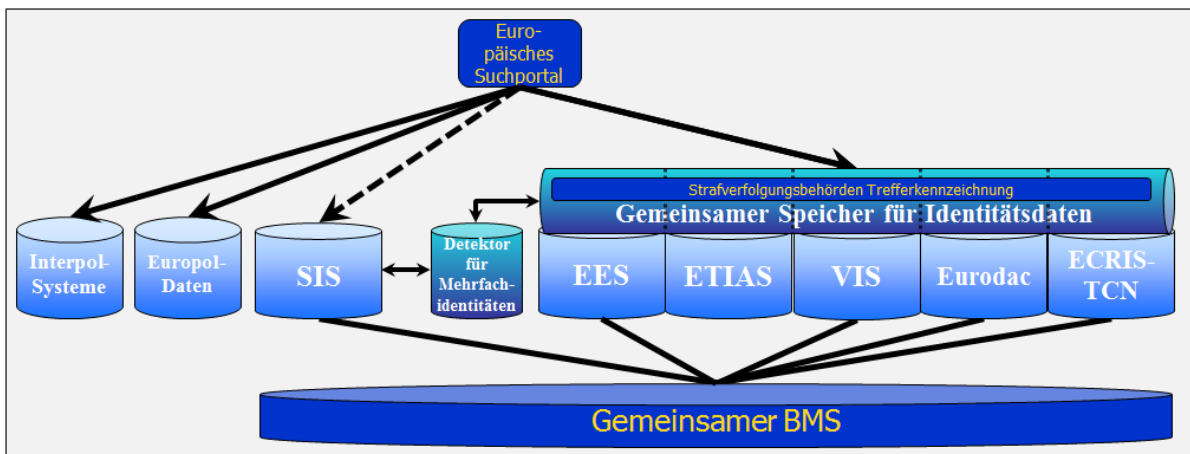 Euro-
päisches
Suchportal
Strafverfolgungsbehörden Trefferkennzeichnung
Gemeinsamer Speicher für Identitätsdaten
Interpol-
Systeme
Europol-
Daten
SIS
Detektor
für
Mehrfach-
identitäten
EES
ETIAS
VIS
Eurodac
ECRIS-
TCN
Gemeinsamer BMS